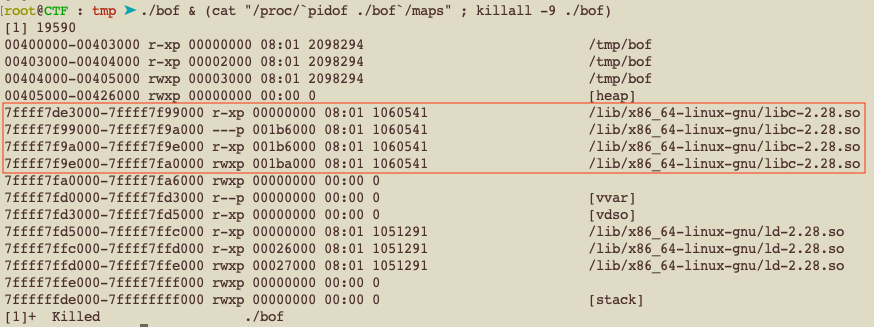 [root@CTF : tmp ➤ ./bof & (cat "/proc/`pidof ./bof`/maps" ; killall -9 ./bof)
[1] 19590
00400000-00403000 r-xp 00000000 08:01 2098294 /tmp/bof
00403000-00404000 r-xp 00002000 08:01 2098294 /tmp/bof
00404000-00405000 rwxp 00003000 08:01 2098294 /tmp/bof
00405000-00426000 rwxp 00000000 00:00 0 [heap]
7ffff7de3000-7ffff7f99000 r-xp 00000000 08:01 1060541 /lib/x86_64-linux-gnu/libc-2.28.so
7ffff7f99000-7ffff7f9a000 ---p 001b6000 08:01 1060541 /lib/x86_64-linux-gnu/libc-2.28.so
7ffff7f9a000-7ffff7f9e000 r-xp 001b6000 08:01 1060541 /lib/x86_64-linux-gnu/libc-2.28.so
7ffff7f9e000-7ffff7fa0000 rwxp 001ba000 08:01 1060541 /lib/x86_64-linux-gnu/libc-2.28.so
7ffff7fa0000-7ffff7fa6000 rwxp 00000000 00:00 0
7ffff7fd0000-7ffff7fd3000 r--p 00000000 00:00 0 [vvar]
7ffff7fd3000-7ffff7fd5000 r-xp 00000000 00:00 0 [vdso]
7ffff7fd5000-7ffff7ffc000 r-xp 00000000 08:01 1051291 /lib/x86_64-linux-gnu/ld-2.28.so
7ffff7ffc000-7ffff7ffd000 r-xp 00026000 08:01 1051291 /lib/x86_64-linux-gnu/ld-2.28.so
7ffff7ffd000-7ffff7ffe000 rwxp 00027000 08:01 1051291 /lib/x86_64-linux-gnu/ld-2.28.so
7ffff7ffe000-7ffff7fff000 rwxp 00000000 00:00 0
7ffffffde000-7ffffffff000 rwxp 00000000 00:00 0 [stack]
[1]+ Killed ./bof